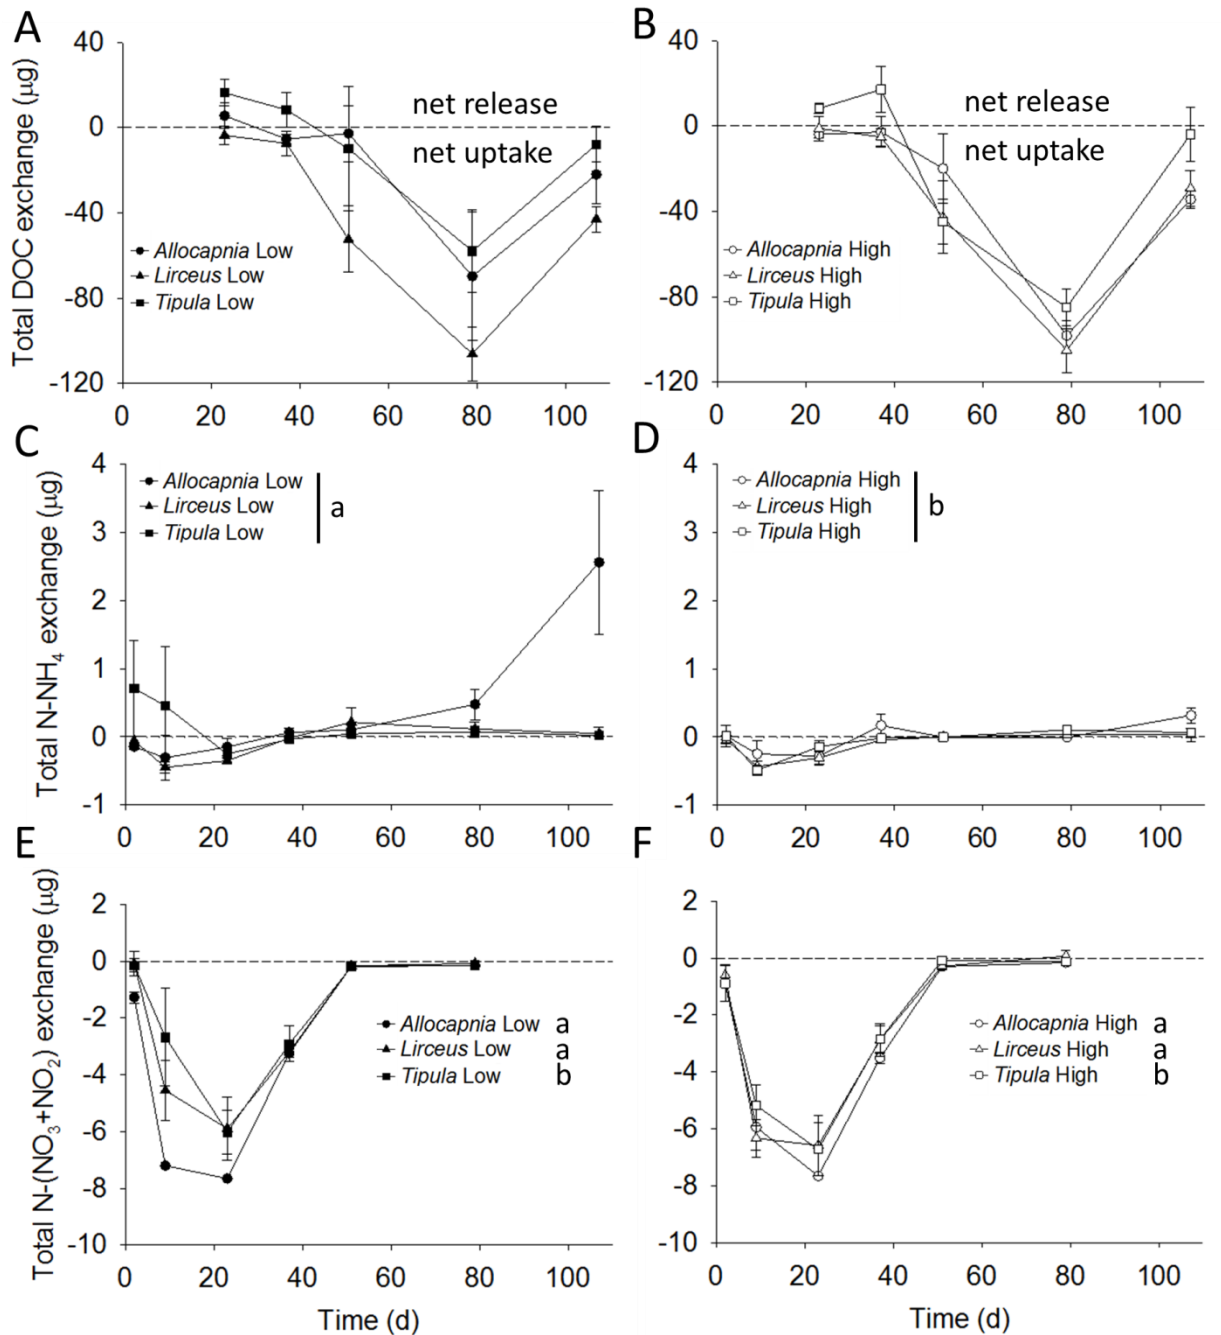 A
Total DOC exchange (μg)
40
0
-40
-80
-120
net release
net uptake
Allocapnia Low
Lirceus Low
Tipula Low
0 20 40 60 80 100
B
40
0
-40
-80
-120
net release
net uptake
Allocapnia High
Lirceus High
Tipula High
0 20 40 60 80 100
C
Total N-NH₄ exchange (μg)
4
3
2
1
0
-1
Allocapnia Low
Lirceus Low
Tipula Low
a
0 20 40 60 80 100
D
4
3
2
1
0
-1
Allocapnia High
Lirceus High
Tipula High
b
0 20 40 60 80 100
E
Total N-(NO₃+NO₂) exchange (μg)
2
0
-2
-4
-6
-8
-10
Allocapnia Low a
Lirceus Low a
Tipula Low b
0 20 40 60 80 100
Time (d)
F
2
0
-2
-4
-6
-8
-10
Allocapnia High a
Lirceus High a
Tipula High b
0 20 40 60 80 100
Time (d)